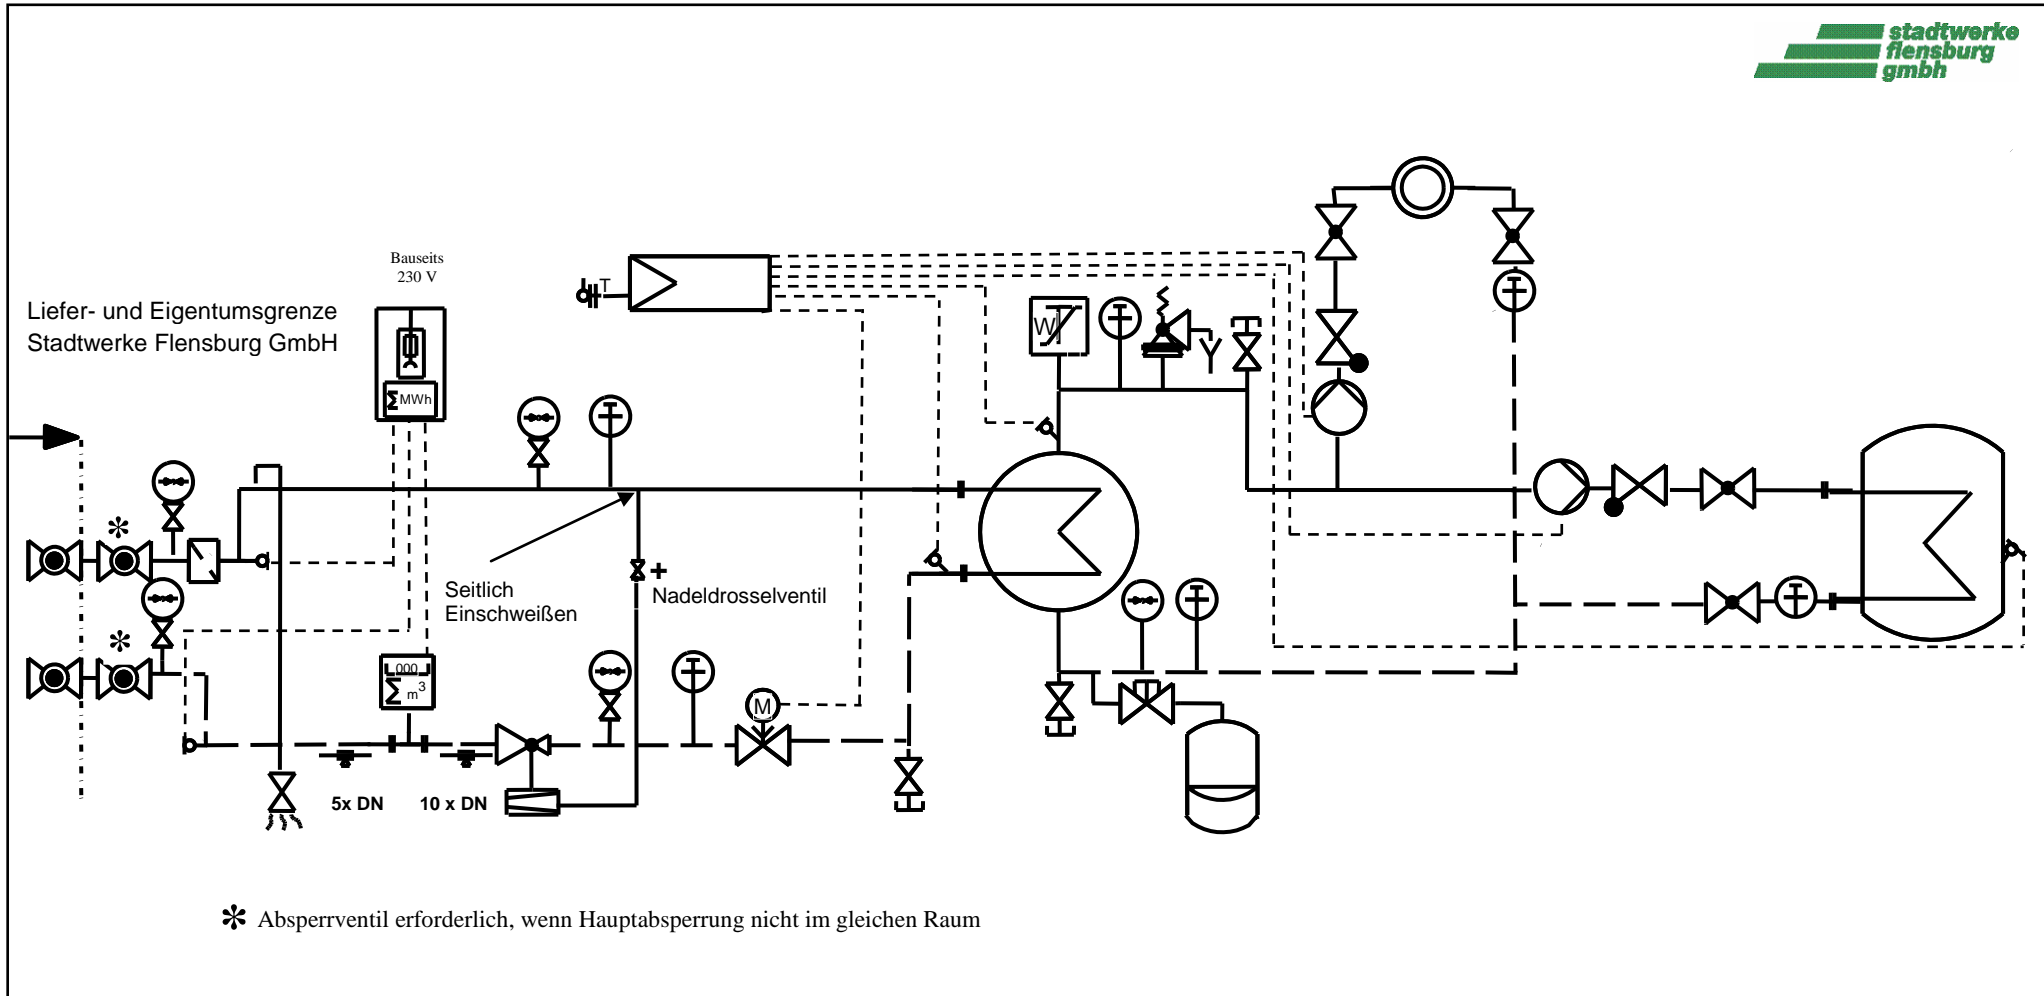 stadtwerke
flensburg
gmbh
Bauseits
230 V
Liefer- und Eigentumsgrenze
Stadtwerke Flensburg GmbH
T
W
Σ MWh
*
Seitlich
Einschweißen
+
Nadeldrosselventil
*
000
Σ m³
M
5x DN
10 x DN
* Absperrventil erforderlich, wenn Hauptabsperrung nicht im gleichen Raum